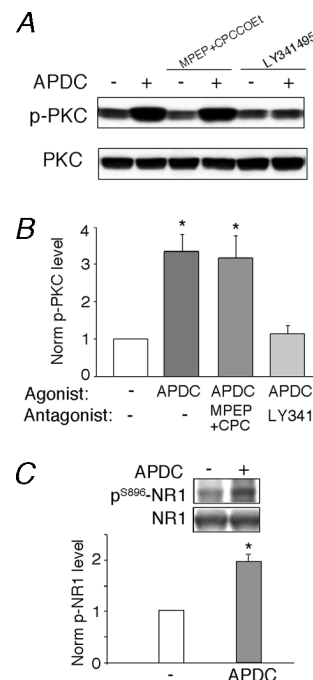 A
MPEP+CPCCOEt
LY341495
APDC - + - + - +
p-PKC
PKC
B
Norm p-PKC level
4
3
2
1
0
* *
Agonist: - APDC APDC APDC
Antagonist: - - MPEP LY341
+CPC
C
APDC - +
pS896-NR1
NR1
Norm p-NR1 level
2
1
0
*
- APDC